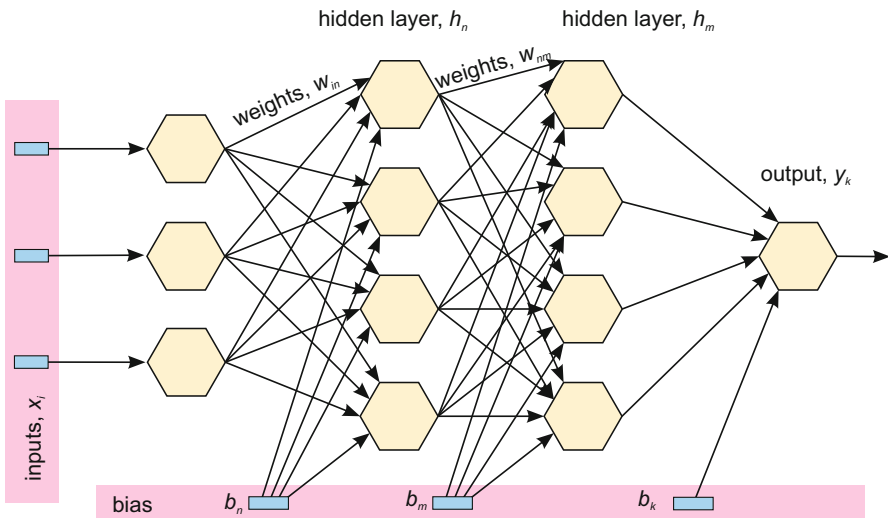 hidden layer, hₙ
hidden layer, hₘ
weights, wᵢₙ
weights, wₙₘ
output, yₖ
inputs, xᵢ
bias
bₙ
bₘ
bₖ